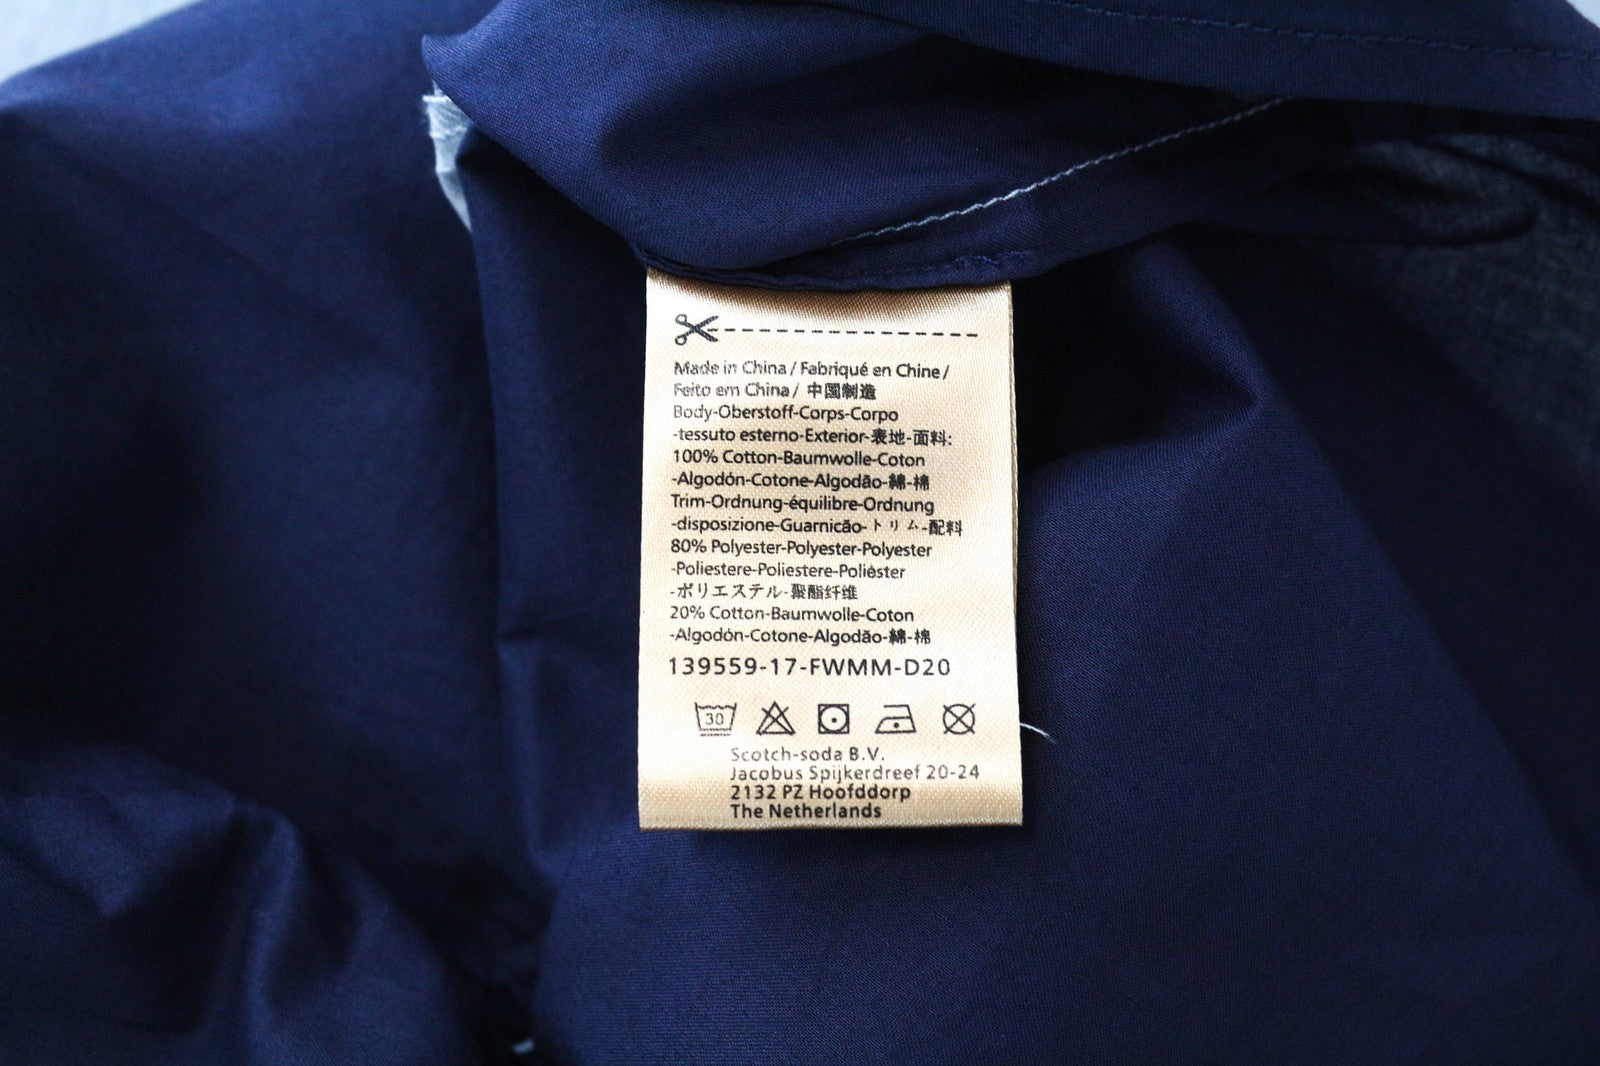 Made in China / Fabriqué en Chine /
Feito em China / 中国制造
Body-Oberstoff-Corps-Corpo
-tessuto esterno-Exterior-表地-面料:
100% Cotton-Baumwolle-Coton
-Algodón-Cotone-Algodão-綿-棉
Trim-Ordnung-équilibre-Ordnung
-disposizione-Guarnicão-トリム-配料
80% Polyester-Polyester-Polyester
-Poliestere-Poliestere-Poliéster
-ポリエステル-聚酯纤维
20% Cotton-Baumwolle-Coton
-Algodón-Cotone-Algodão-綿-棉
139559-17-FWMM-D20
30
Scotch-soda B.V.
Jacobus Spijkerdreef 20-24
2132 PZ Hoofddorp
The Netherlands